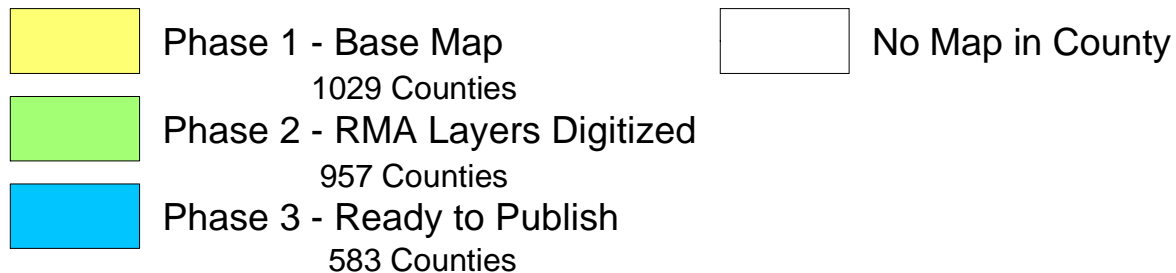 Phase 1 - Base Map
1029 Counties
Phase 2 - RMA Layers Digitized
957 Counties
Phase 3 - Ready to Publish
583 Counties
No Map in County